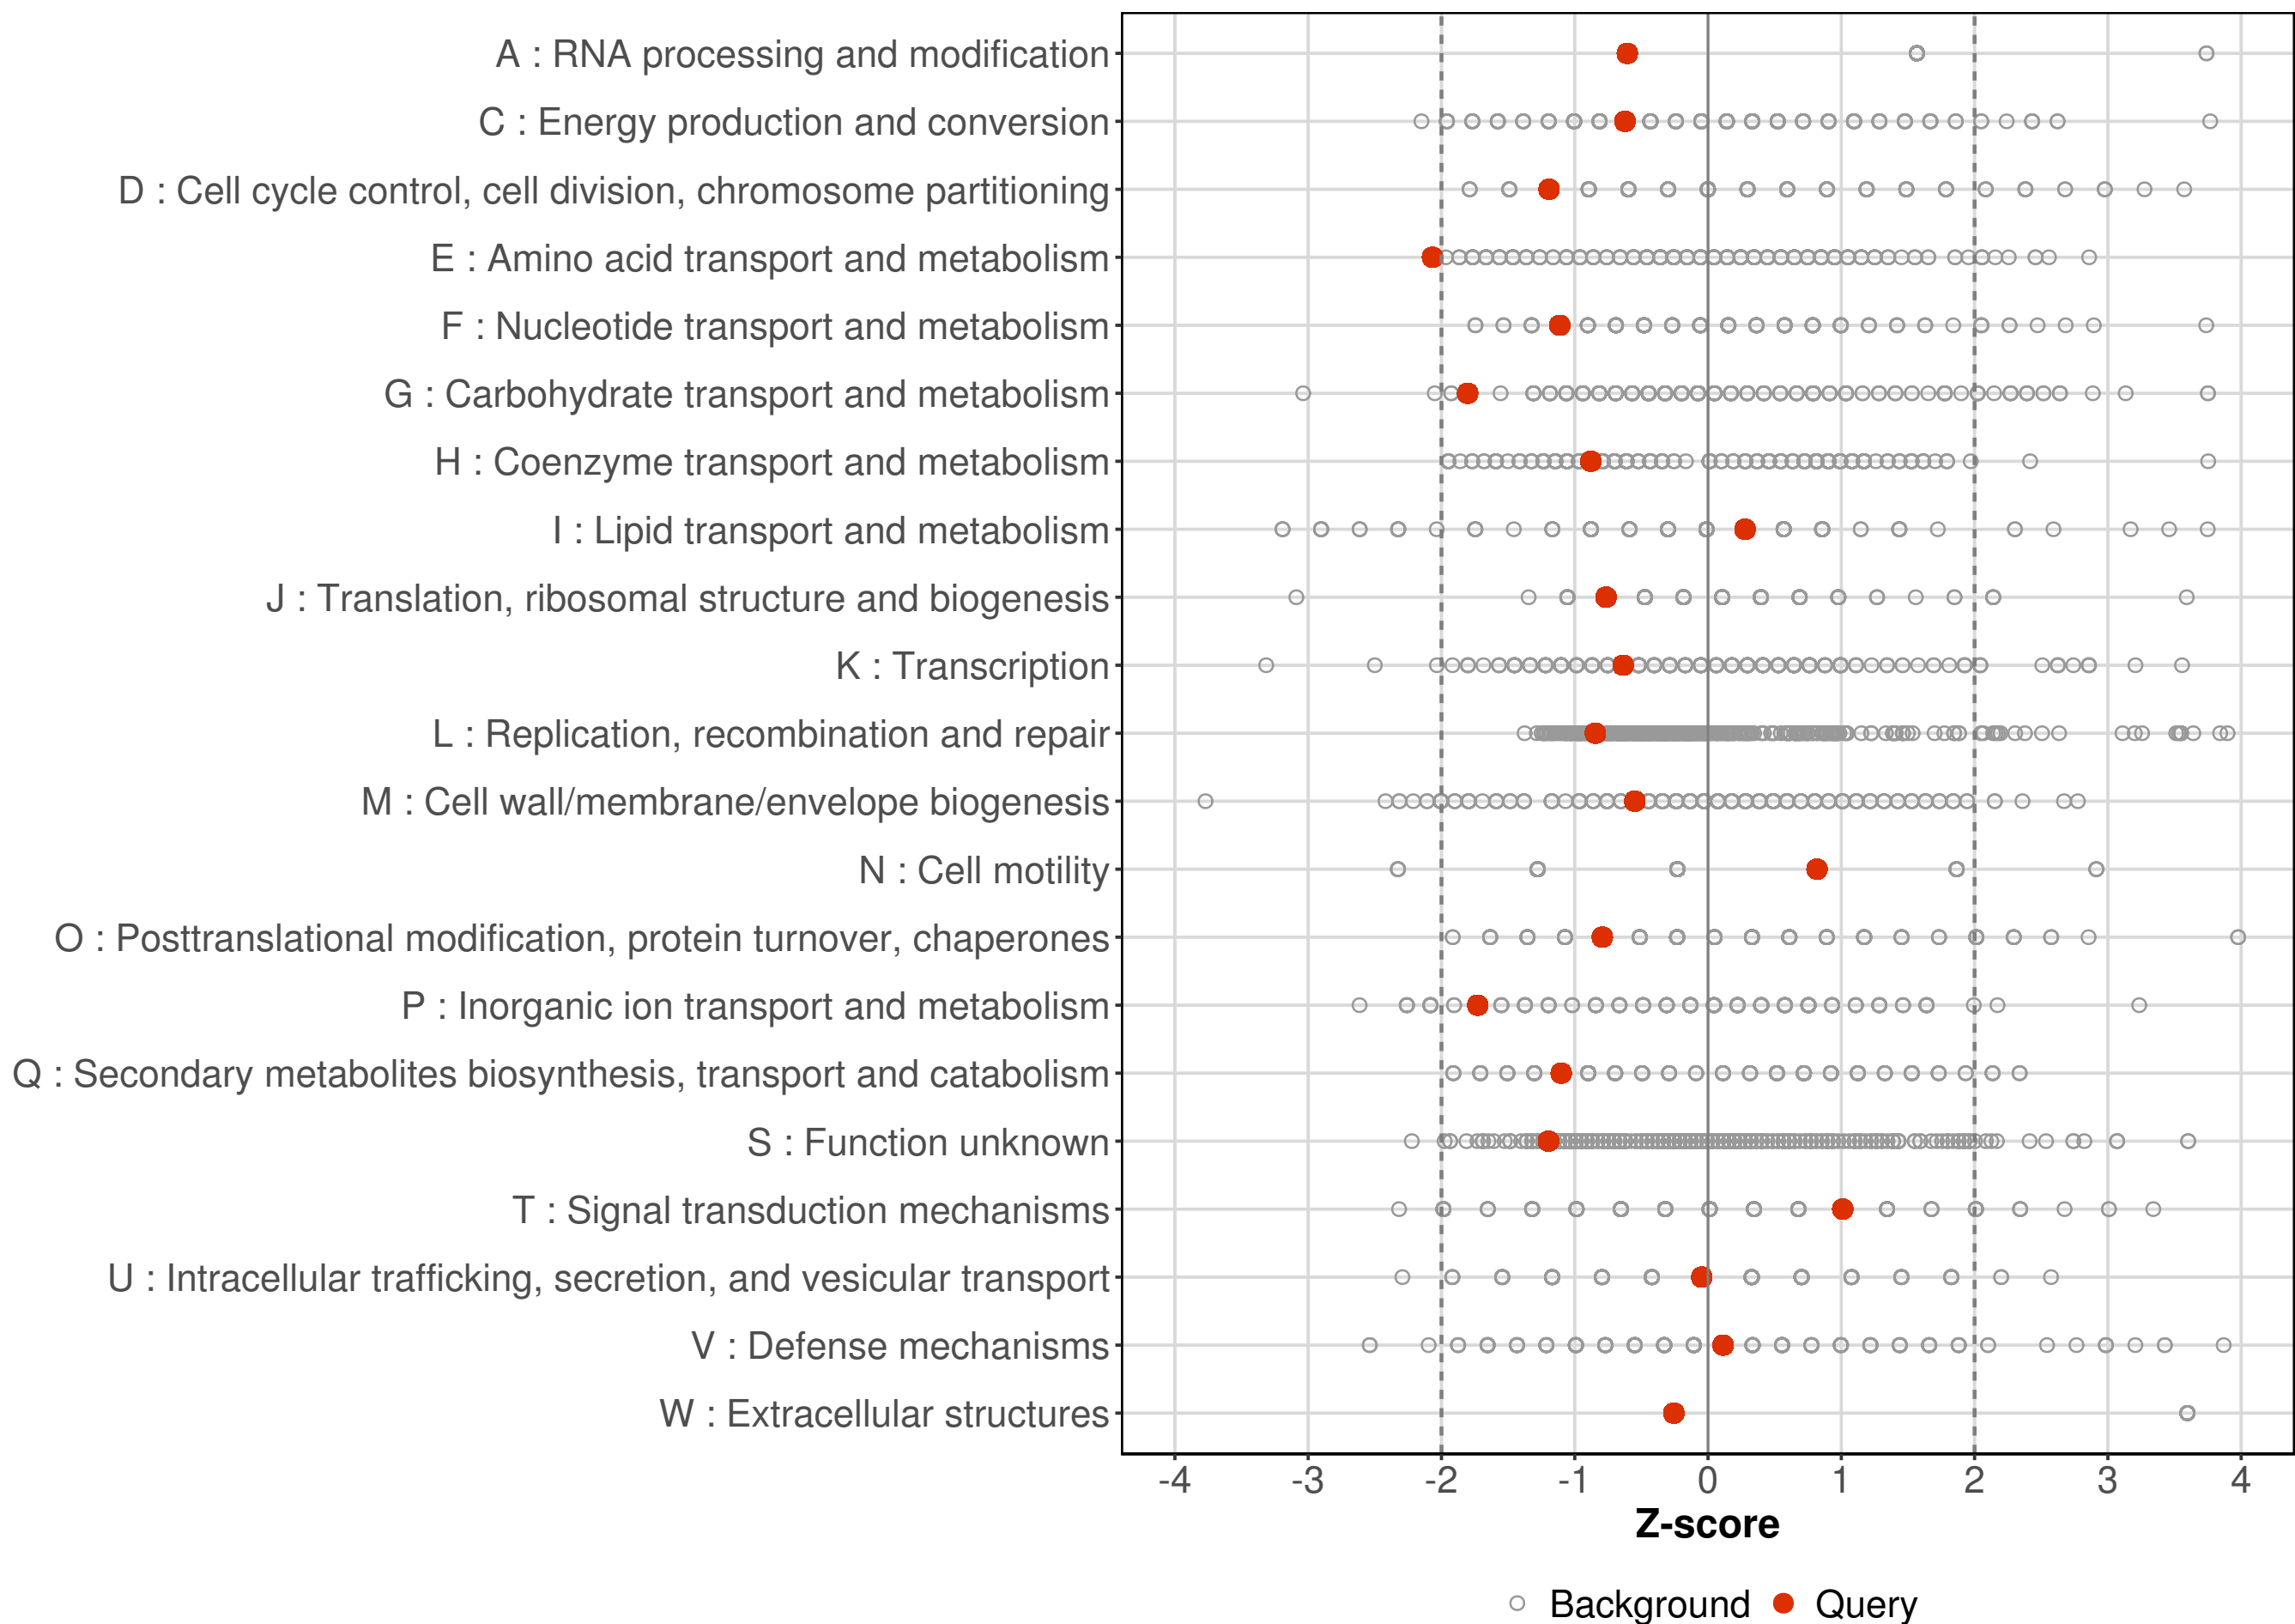 A : RNA processing and modification
C : Energy production and conversion
D : Cell cycle control, cell division, chromosome partitioning
E : Amino acid transport and metabolism
F : Nucleotide transport and metabolism
G : Carbohydrate transport and metabolism
H : Coenzyme transport and metabolism
I : Lipid transport and metabolism
J : Translation, ribosomal structure and biogenesis
K : Transcription
L : Replication, recombination and repair
M : Cell wall/membrane/envelope biogenesis
N : Cell motility
O : Posttranslational modification, protein turnover, chaperones
P : Inorganic ion transport and metabolism
Q : Secondary metabolites biosynthesis, transport and catabolism
S : Function unknown
T : Signal transduction mechanisms
U : Intracellular trafficking, secretion, and vesicular transport
V : Defense mechanisms
W : Extracellular structures
-4 -3 -2 -1 0 1 2 3 4
Z-score
Background Query